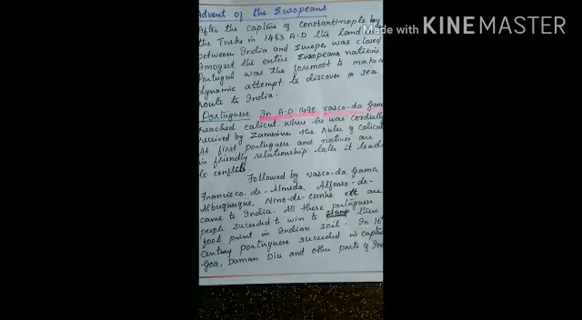 Advent of the Europeans
After the capture of Constantinople by
the Turks in 1453 A.D the land
between India and Europe was closed
Amongst the entire European nations
Portugal was the foremost to make a
dynamic attempt to discover a sea
route to India.
Portuguese In A.D 1498, Vasco-da Gama
reached calicut where he was cordially
received by Zamorine the ruler of calicut
At first portuguese and natives are
in friendly relationship later it leads
to conflicts
Followed by Vasco-da Gama
Francisco-de-Almeda, Alfonso-de-
Albuquerque, Nino-de-cunha etc are
came to India. All these portuguese
people succeded to win to their
foot print in Indian soil. In 16th
century portuguese succeded in captu
Goa, Daman Diu and other parts of Ind
Made with KINEMASTER